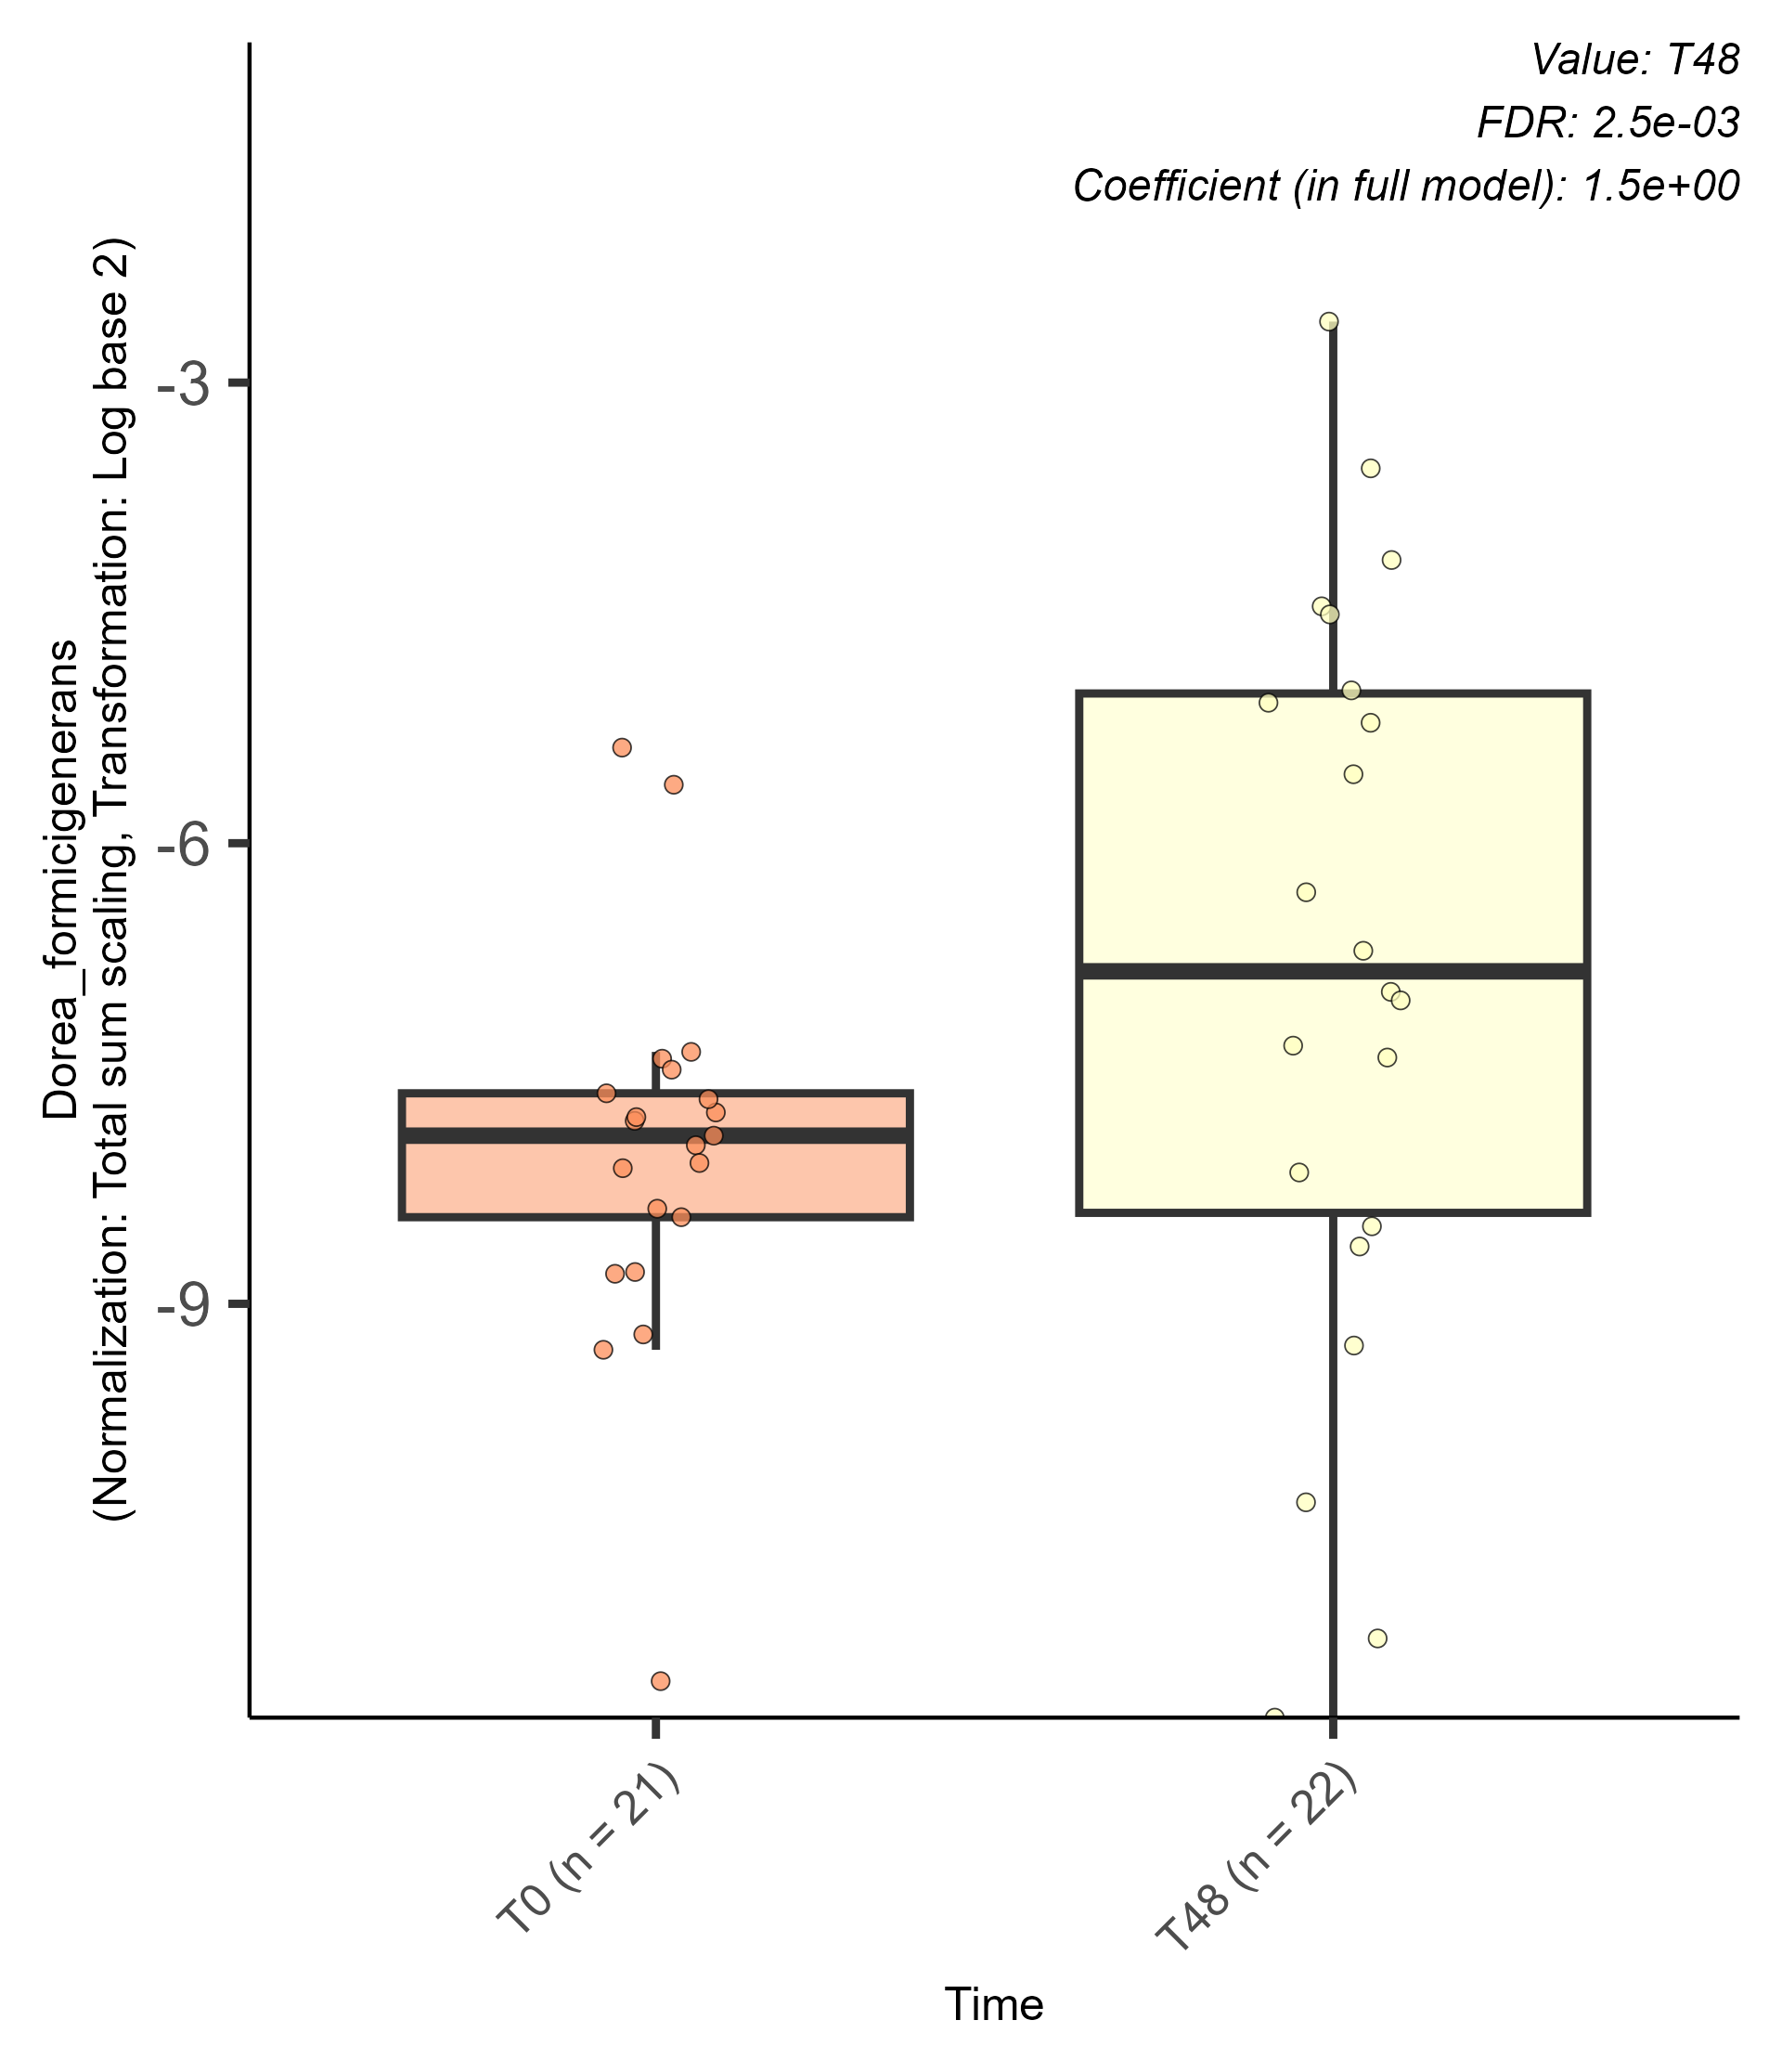 Value: T48
FDR: 2.5e-03
Coefficient (in full model): 1.5e+00
Dorea_formicigenerans
(Normalization: Total sum scaling, Transformation: Log base 2)
-3
-6
-9
T0 (n = 21)
T48 (n = 22)
Time